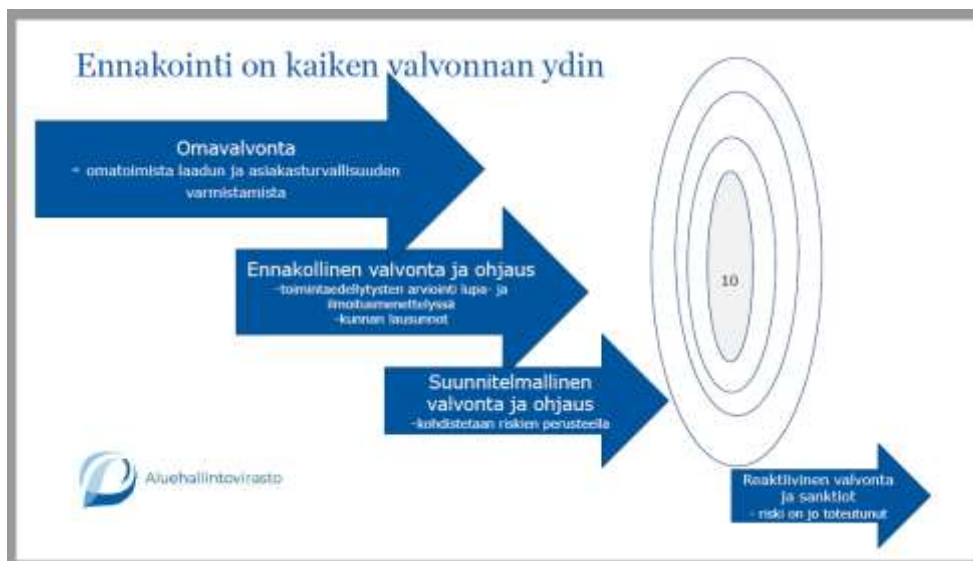 Ennakointi on kaiken valvonnan ydin
Omavalvonta
- omatoimista laadun ja asiakasturvallisuuden
varmistamista
Ennakollinen valvonta ja ohjaus
-toimintaedellytysten arviointi lupa- ja
ilmoitusmenettelyssä
-kunnan lausunnot
10
Suunnitelmallinen
valvonta ja ohjaus
-kohdistetaan riskien perusteella
Reaktiivinen valvonta
ja sanktiot
- riski on jo toteutunut
Aluehallintovirasto